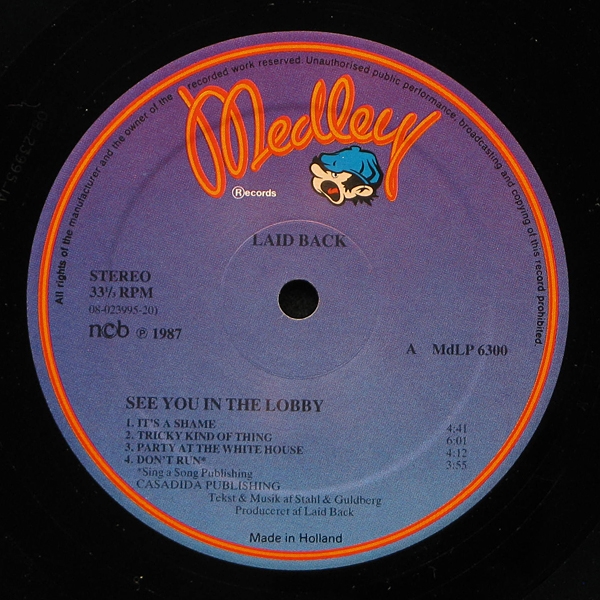 All rights of the manufacturer and the owner of the recorded work reserved. Unauthorised public performance, broadcasting and copying of this record prohibited.
Medley
®ecords
LAID BACK
STEREO
33⅓ RPM
08-023995-20)
ncb ℗ 1987
A MdLP 6300
SEE YOU IN THE LOBBY
1. IT'S A SHAME 4:41
2. TRICKY KIND OF THING 6:01
3. PARTY AT THE WHITE HOUSE 4:12
4. DON'T RUN* 3:55
*Sing a Song Publishing
CASADIDA PUBLISHING
Tekst & Musik af Stahl & Guldberg
Produceret af Laid Back
Made in Holland